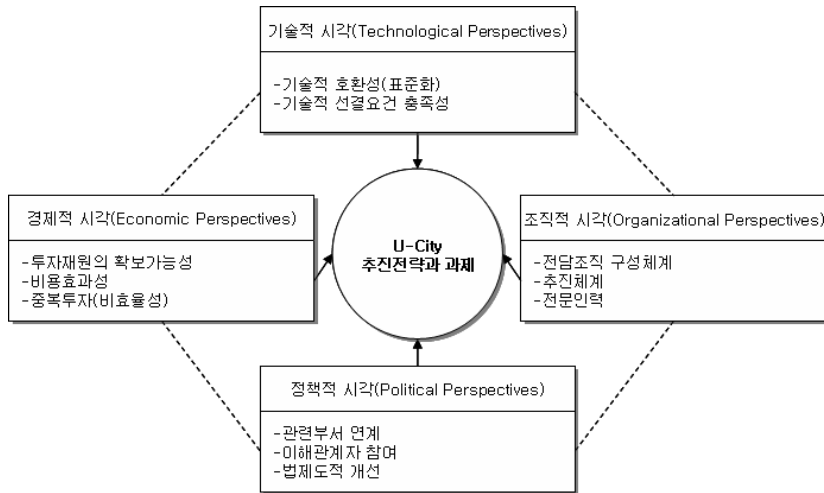 기술적 시각(Technological Perspectives)
-기술적 호환성(표준화)
-기술적 선결요건 충족성
경제적 시각(Economic Perspectives)
-투자재원의 확보가능성
-비용효과성
-중복투자(비효율성)
U-City
추진전략과 과제
조직적 시각(Organizational Perspectives)
-전담조직 구성체계
-추진체계
-전문인력
정책적 시각(Political Perspectives)
-관련부서 연계
-이해관계자 참여
-법제도적 개선